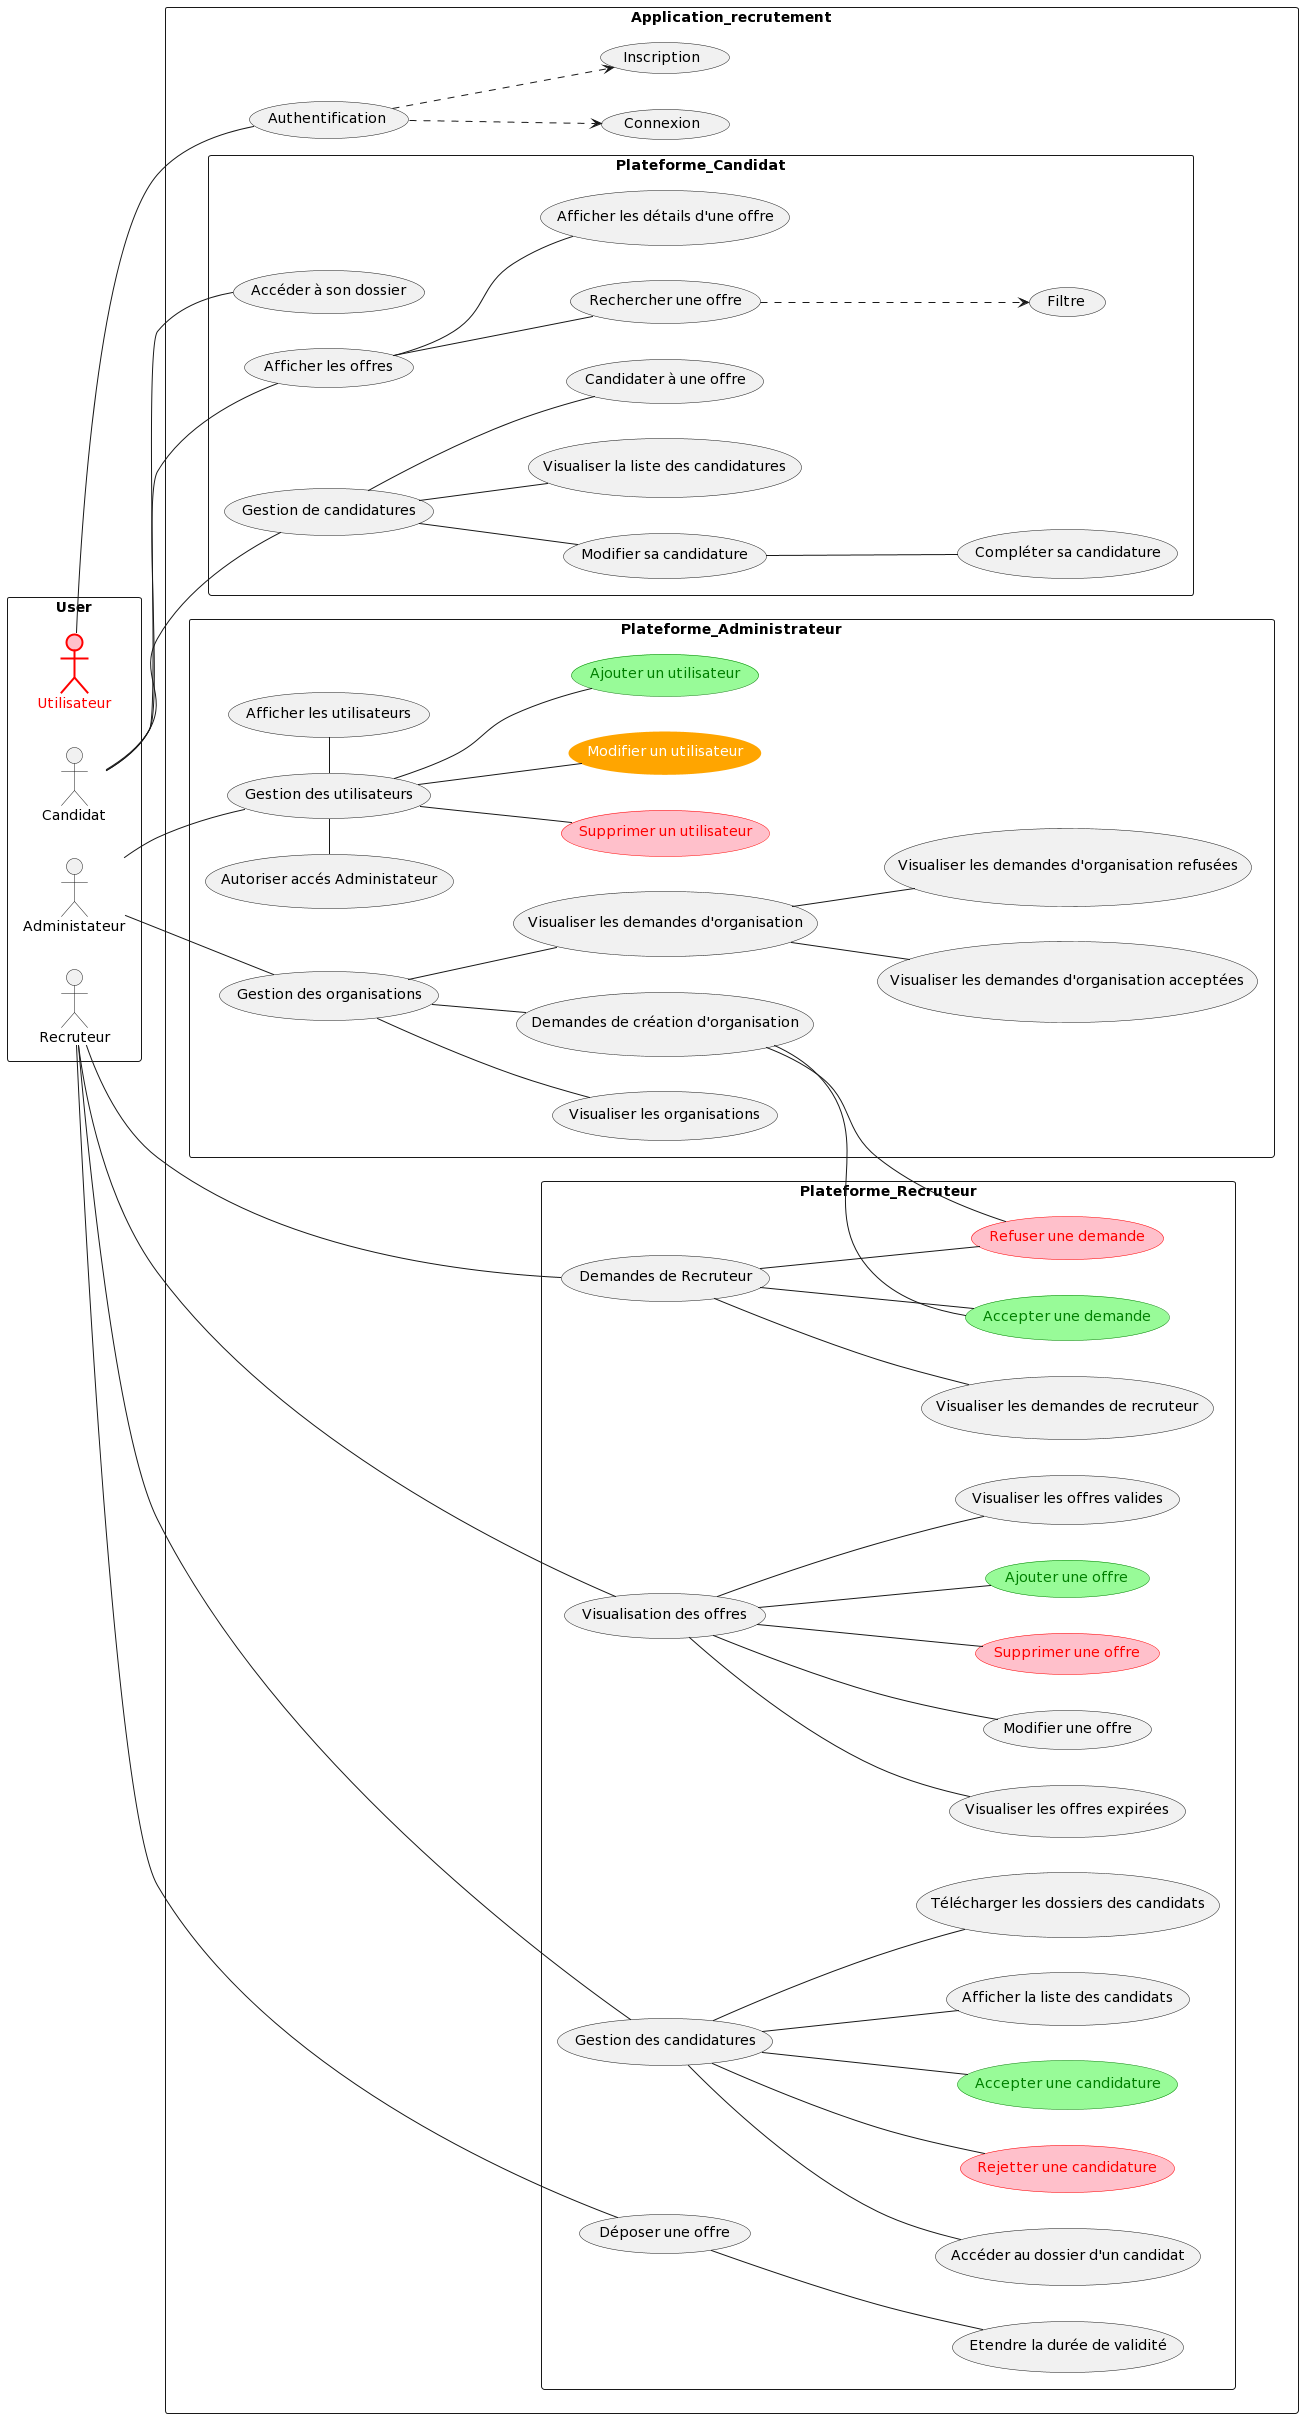 Application_recrutement
Inscription
Authentification
Connexion
Plateforme_Candidat
Afficher les détails d'une offre
Accéder à son dossier
Rechercher une offre
Filtre
Afficher les offres
Candidater à une offre
Visualiser la liste des candidatures
Gestion de candidatures
Modifier sa candidature
Compléter sa candidature
User
Utilisateur
Candidat
Administateur
Recruteur
Plateforme_Administrateur
Ajouter un utilisateur
Afficher les utilisateurs
Modifier un utilisateur
Gestion des utilisateurs
Supprimer un utilisateur
Autoriser accés Administateur
Visualiser les demandes d'organisation refusées
Visualiser les demandes d'organisation
Visualiser les demandes d'organisation acceptées
Gestion des organisations
Demandes de création d'organisation
Visualiser les organisations
Plateforme_Recruteur
Refuser une demande
Demandes de Recruteur
Accepter une demande
Visualiser les demandes de recruteur
Visualiser les offres valides
Ajouter une offre
Visualisation des offres
Supprimer une offre
Modifier une offre
Visualiser les offres expirées
Télécharger les dossiers des candidats
Afficher la liste des candidats
Gestion des candidatures
Accepter une candidature
Rejetter une candidature
Déposer une offre
Accéder au dossier d'un candidat
Etendre la durée de validité